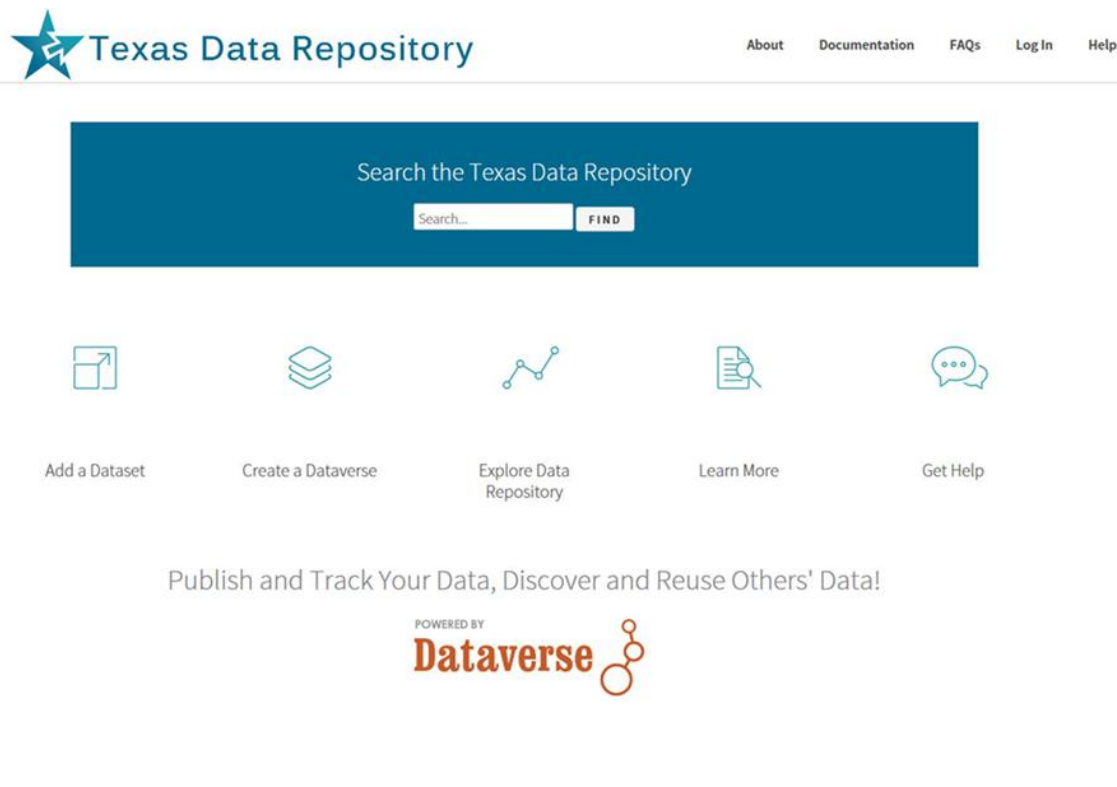 Texas Data Repository
About Documentation FAQs Log In Help
Search the Texas Data Repository
Search... FIND
Add a Dataset
Create a Dataverse
Explore Data
Repository
Learn More
Get Help
Publish and Track Your Data, Discover and Reuse Others' Data!
POWERED BY
Dataverse